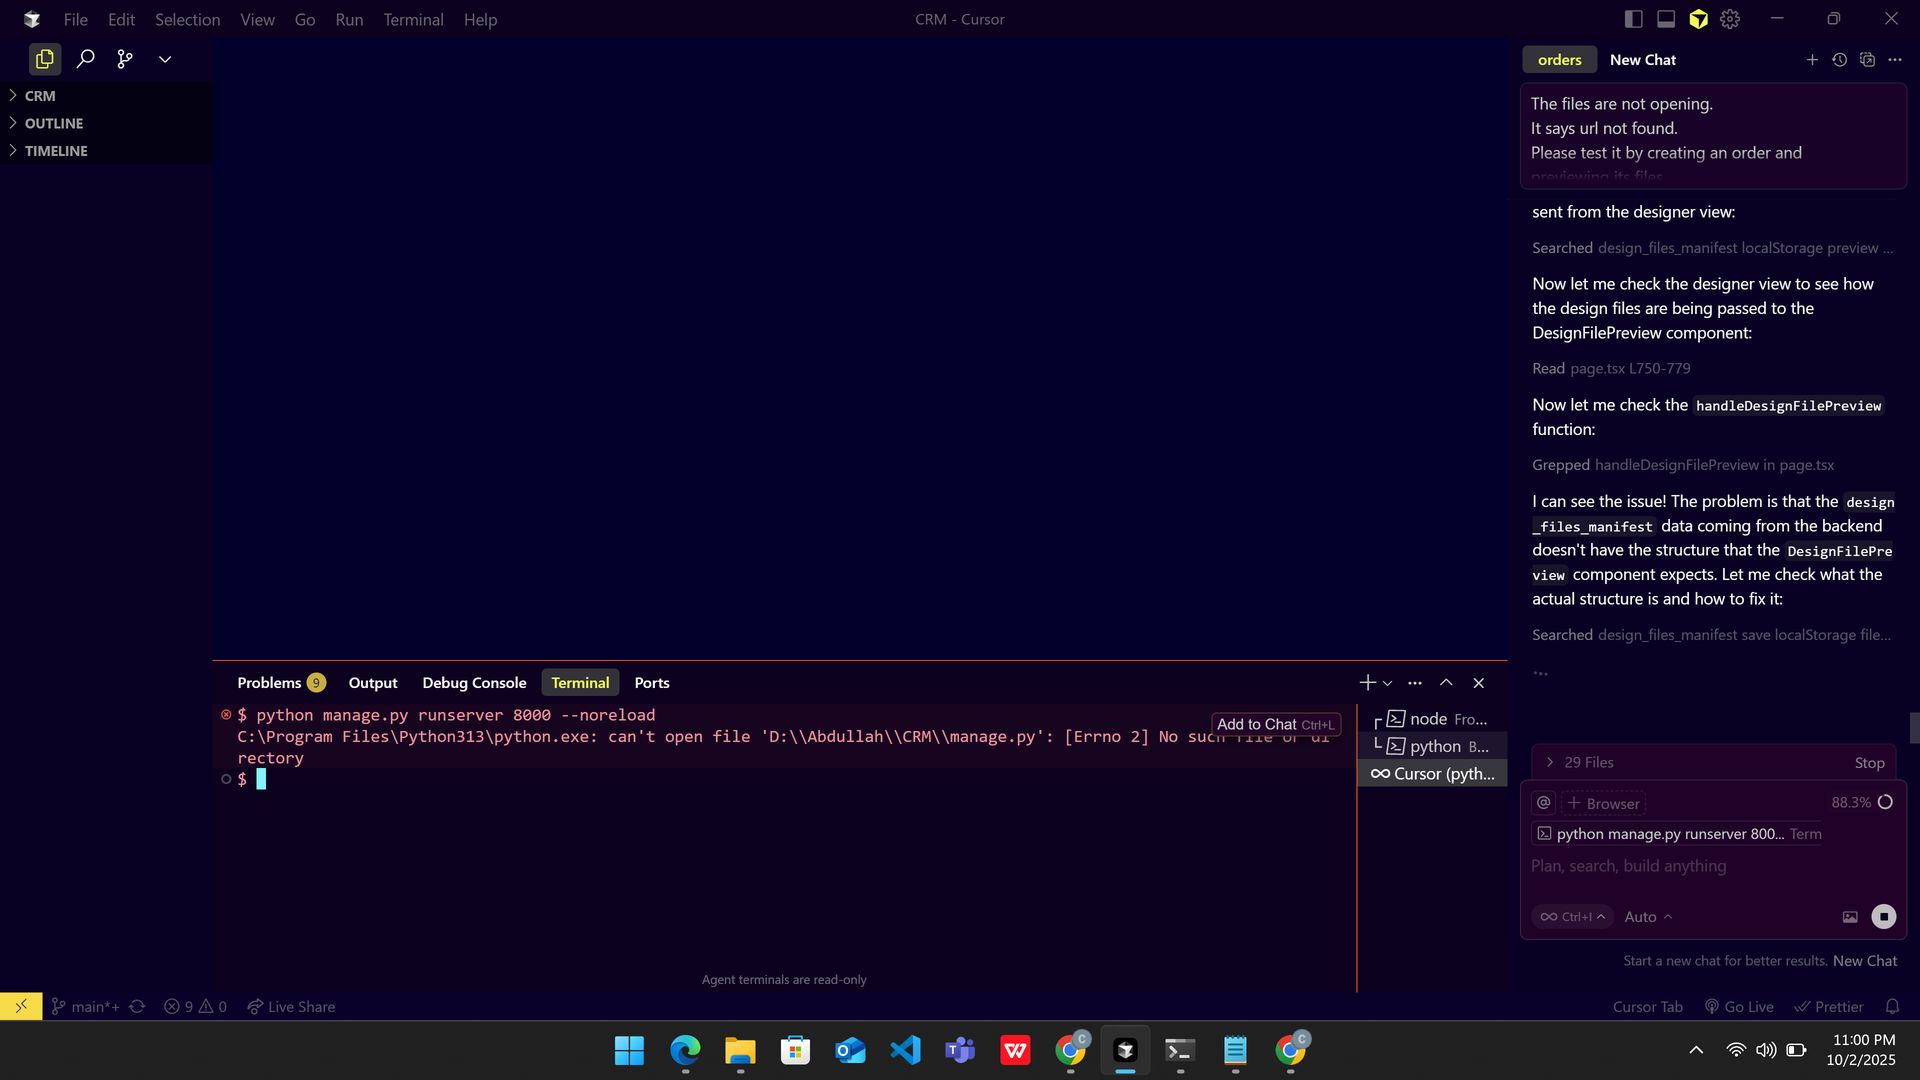 File Edit Selection View Go Run Terminal Help
CRM - Cursor
CRM
OUTLINE
TIMELINE
orders New Chat
The files are not opening.
It says url not found.
Please test it by creating an order and
previewing its files
sent from the designer view:
Searched design_files_manifest localStorage preview ...
Now let me check the designer view to see how
the design files are being passed to the
DesignFilePreview component:
Read page.tsx L750-779
Now let me check the handleDesignFilePreview
function:
Grepped handleDesignFilePreview in page.tsx
I can see the issue! The problem is that the design
_files_manifest data coming from the backend
doesn't have the structure that the DesignFilePre
view component expects. Let me check what the
actual structure is and how to fix it:
Searched design_files_manifest save localStorage file...
...
29 Files Stop
@ + Browser 88.3%
python manage.py runserver 800... Term
Plan, search, build anything
∞ Ctrl+I Auto
Start a new chat for better results. New Chat
Problems 9 Output Debug Console Terminal Ports
$ python manage.py runserver 8000 --noreload
Add to Chat Ctrl+L
C:\Program Files\Python313\python.exe: can't open file 'D:\\Abdullah\\CRM\\manage.py': [Errno 2] No such file or di
rectory
$
node Fro...
python B...
∞ Cursor (pyth...
Agent terminals are read-only
main*+ 9 0 Live Share
Cursor Tab Go Live Prettier
11:00 PM
10/2/2025